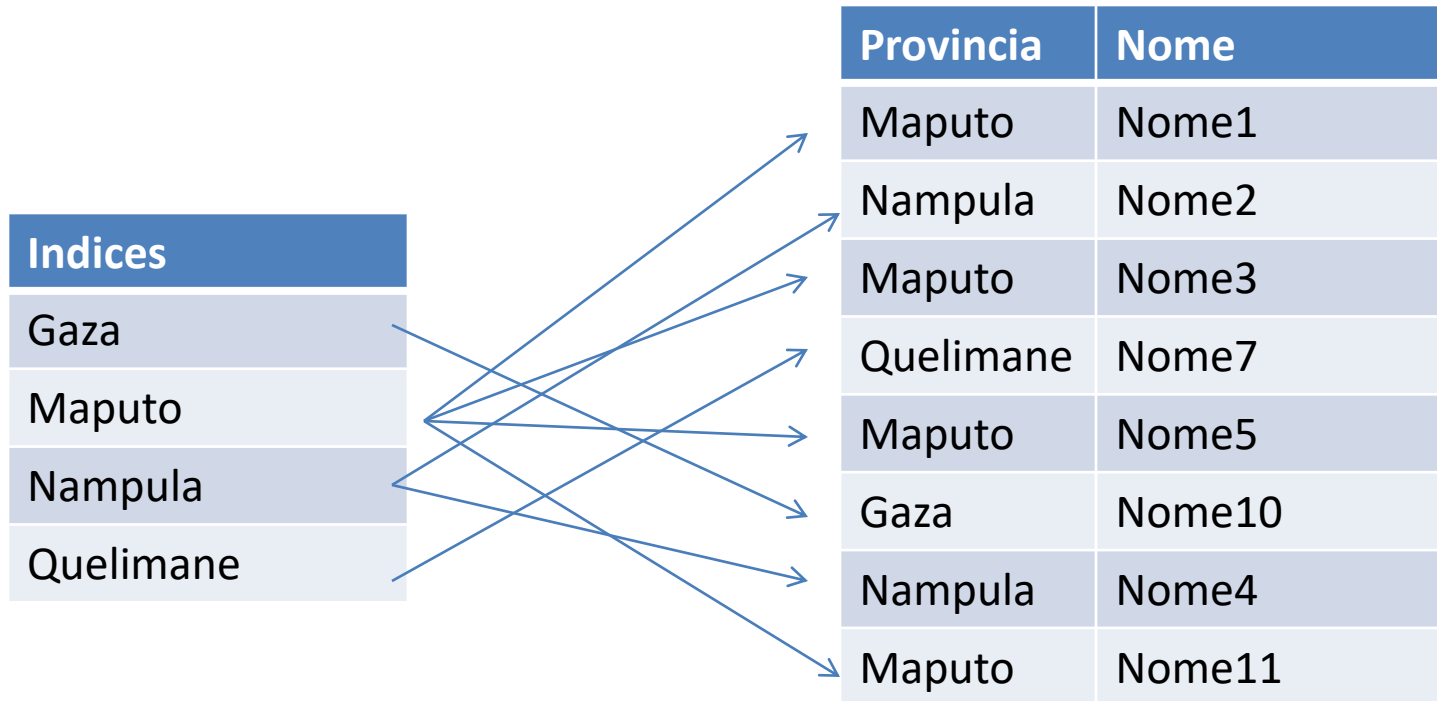 Indices
Gaza
Maputo
Nampula
Quelimane
Provincia Nome
Maputo Nome1
Nampula Nome2
Maputo Nome3
Quelimane Nome7
Maputo Nome5
Gaza Nome10
Nampula Nome4
Maputo Nome11